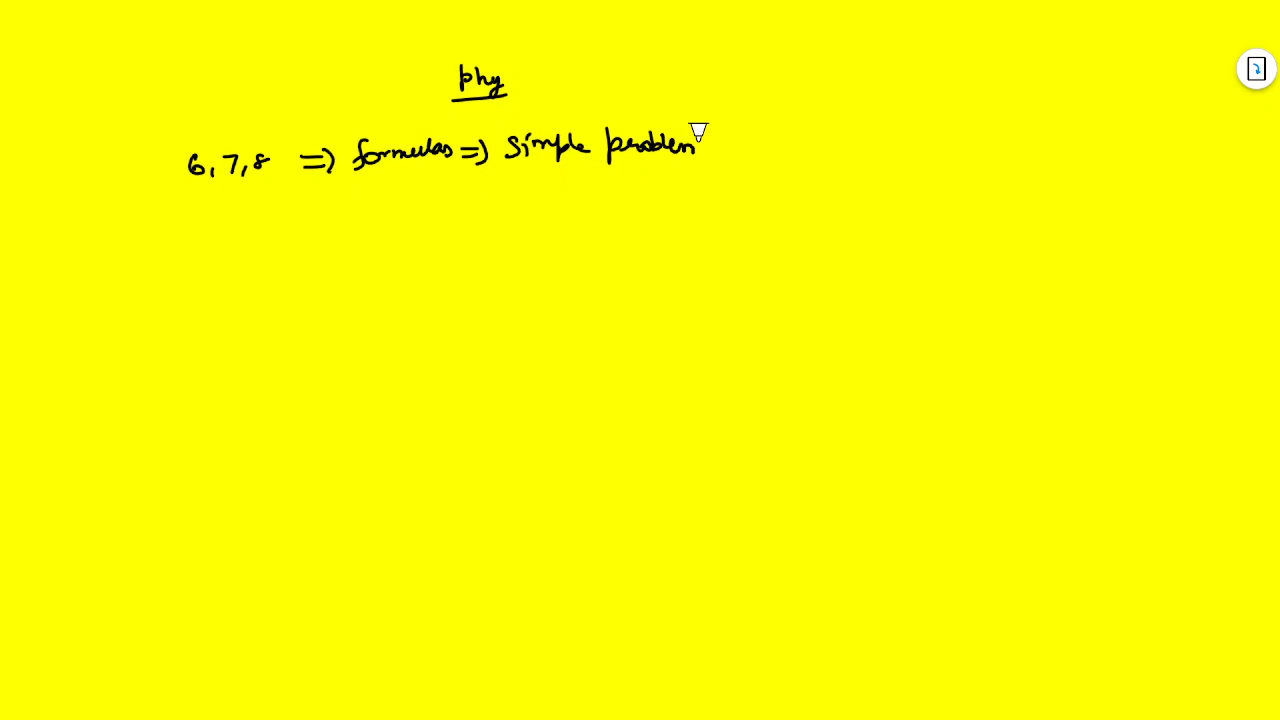 phy
6, 7, 8 => formulas => simple problem